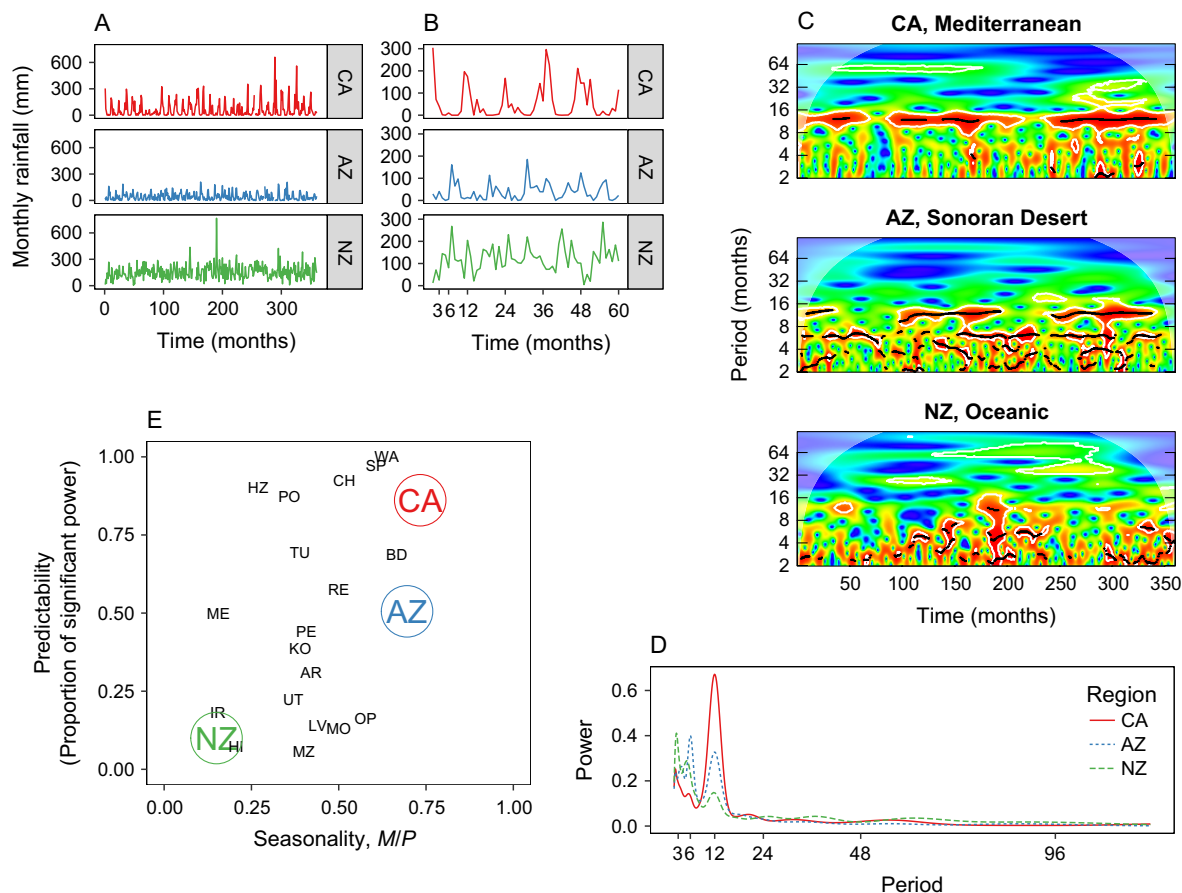 A
B
C
Monthly rainfall (mm)
600
300
0
CA
600
300
0
AZ
600
300
0
NZ
0
100
200
300
Time (months)
300
200
100
0
CA
300
200
100
0
AZ
300
200
100
0
NZ
3 6 12 24 36 48 60
Time (months)
CA, Mediterranean
64
32
16
8
4
2
AZ, Sonoran Desert
64
32
16
8
4
2
Period (months)
NZ, Oceanic
64
32
16
8
4
2
50 100 150 200 250 300 350
Time (months)
E
Predictability
(Proportion of significant power)
1.00
0.75
0.50
0.25
0.00
WA
SP
CH
HZ
PO
CA
TU
BD
RE
AZ
ME
PE
KO
AR
UT
IR
OP
LV
MO
NZ
HI
MZ
0.00 0.25 0.50 0.75 1.00
Seasonality, M/P
D
Power
0.6
0.4
0.2
0.0
Region
CA
AZ
NZ
3 6 12 24 48 96
Period